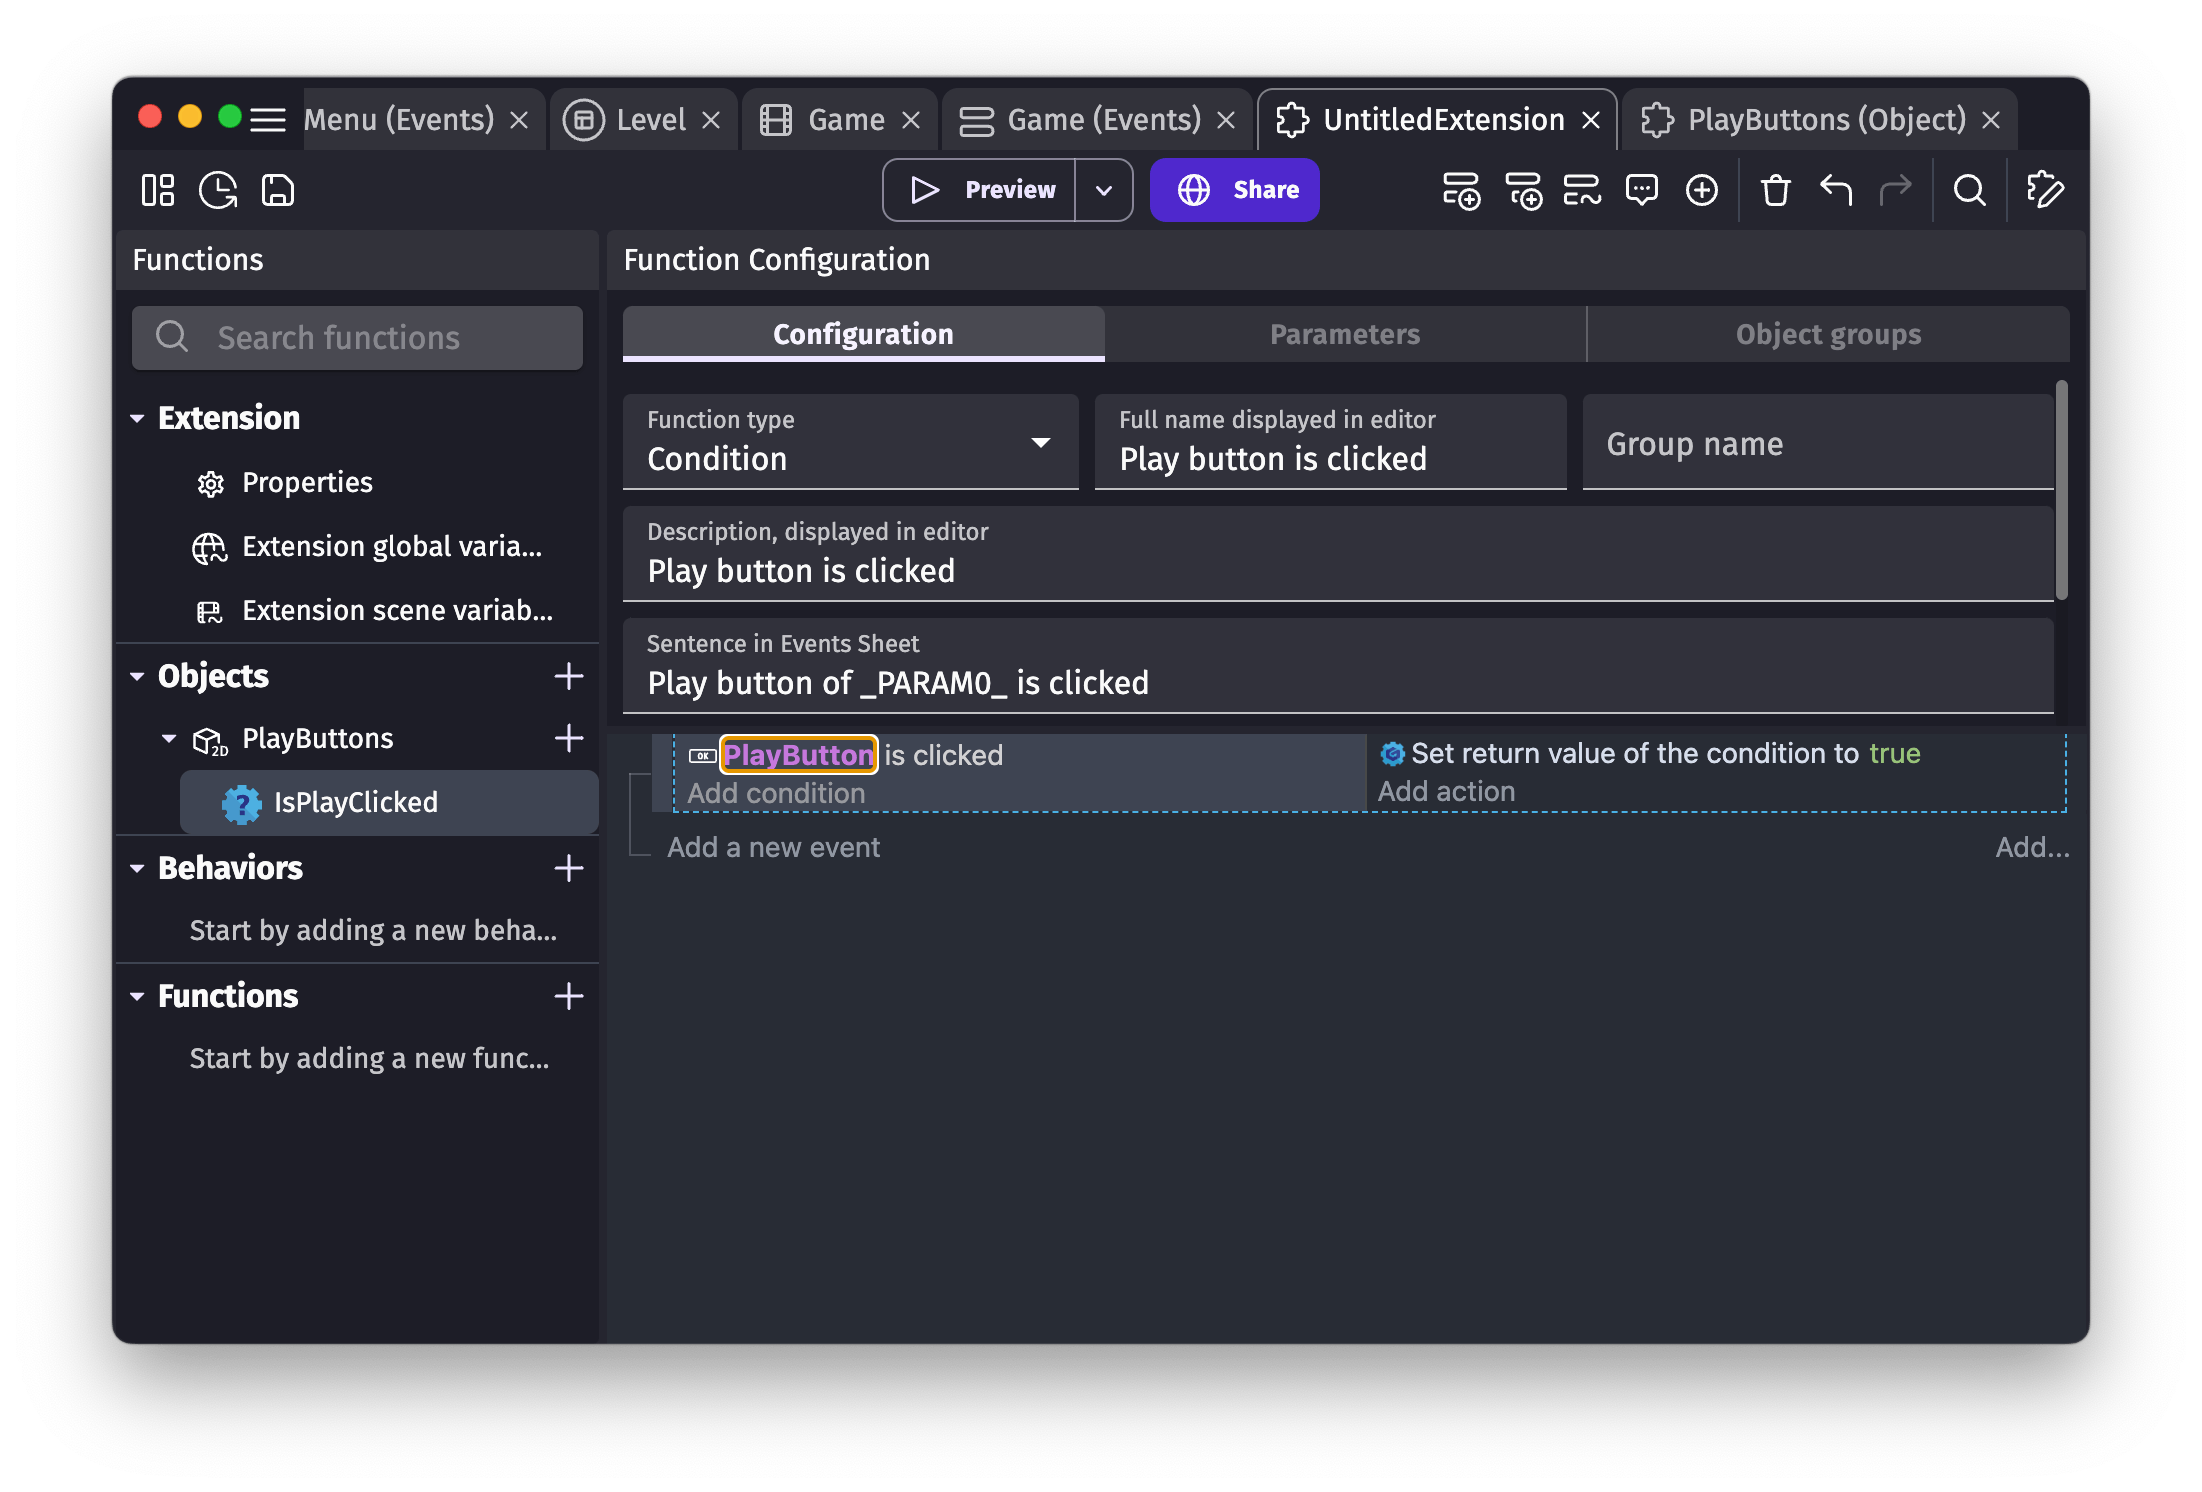 Menu (Events)
Level
Game
Game (Events)
UntitledExtension
PlayButtons (Object)
Preview
Share
Functions
Search functions
Extension
Properties
Extension global varia...
Extension scene variab...
Objects
PlayButtons
IsPlayClicked
Behaviors
Start by adding a new beha...
Functions
Start by adding a new func...
Function Configuration
Configuration
Parameters
Object groups
Function type
Condition
Full name displayed in editor
Play button is clicked
Group name
Description, displayed in editor
Play button is clicked
Sentence in Events Sheet
Play button of _PARAM0_ is clicked
OK PlayButton is clicked
Add condition
Set return value of the condition to true
Add action
Add a new event
Add...